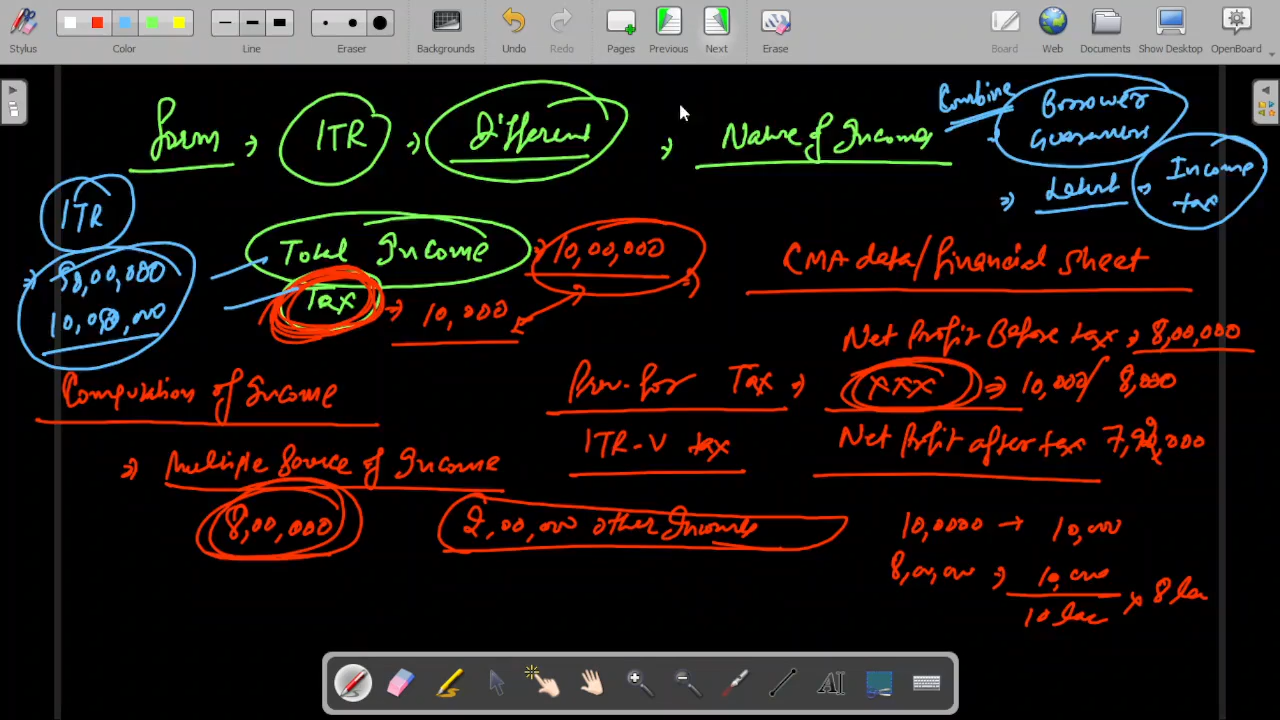 Stylus Color Line Eraser Backgrounds Undo Redo Pages Previous Next Erase Board Web Documents Show Desktop OpenBoard
form ⇒ ITR ⇒ Different ⇒ Nature of Income
Combine
Borrower
Guarantors
⇒ Detail ⇒ Income
tax
ITR
Total Income ⇒ 10,00,000 ⇒
Tax ⇒ 10,000
10,000,000
CMA data/financial Sheet
Net Profit Before tax ⇒ 8,00,000
Computation of Income
Prov. for Tax ⇒ xxx ⇒ 10,000/ 8,000
ITR-V tax
Net Profit after tax
⇒ Multiple Source of Income
8,00,000
2,00,000 other Incomes
10,0000 → 10,000
8,00,000 ⇒ 10,000
10 lac × 8 lac
AI